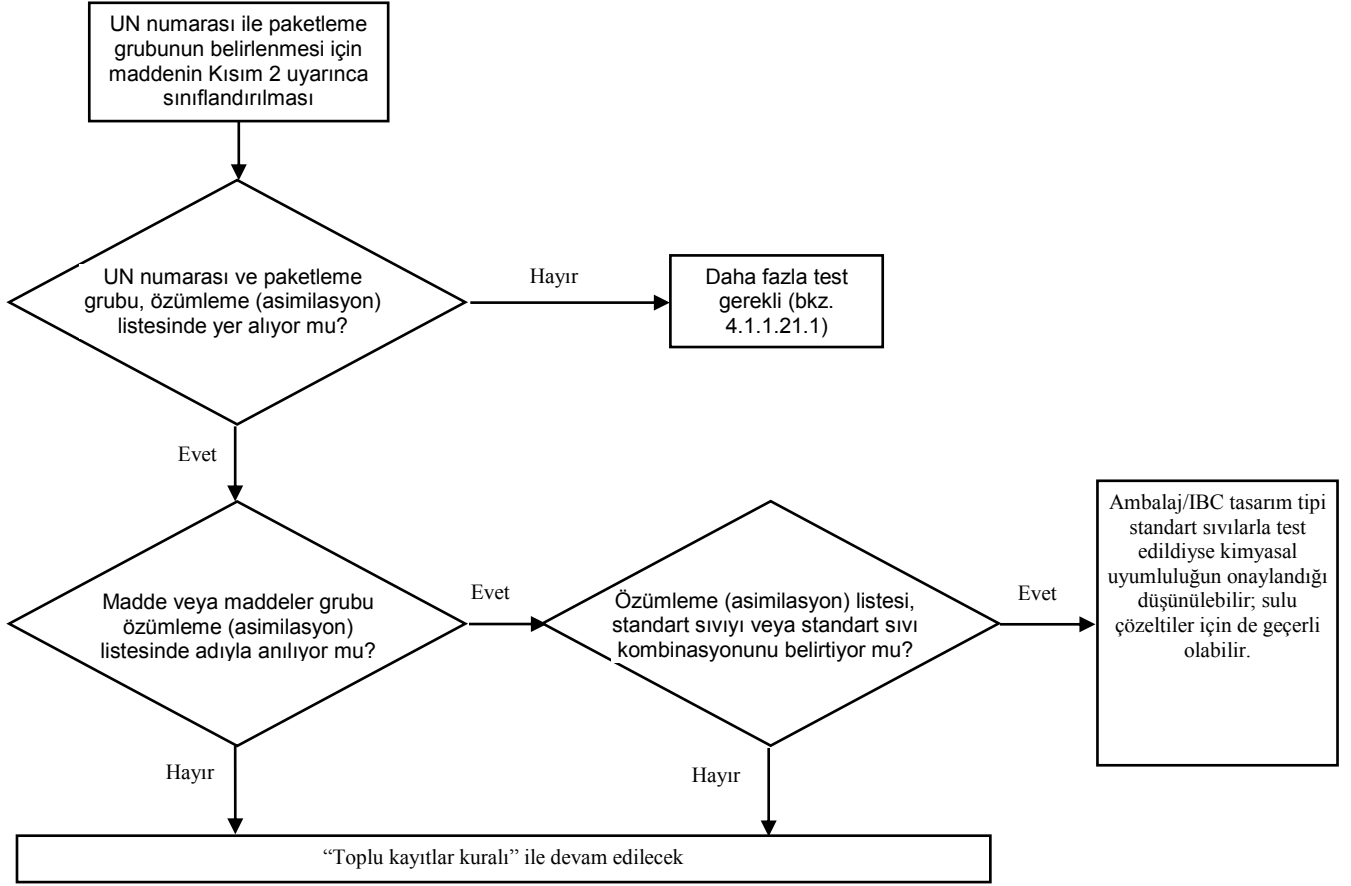 UN numarası ile paketleme
grubunun belirlenmesi için
maddenin Kısım 2 uyarınca
sınıflandırılması
UN numarası ve paketleme
grubu, özümleme (asimilasyon)
listesinde yer alıyor mu?
Hayır
Daha fazla test
gerekli (bkz.
4.1.1.21.1)
Evet
Madde veya maddeler grubu
özümleme (asimilasyon)
listesinde adıyla anılıyor mu?
Evet
Özümleme (asimilasyon) listesi,
standart sıvıyı veya standart sıvı
kombinasyonunu belirtiyor mu?
Evet
Ambalaj/IBC tasarım tipi
standart sıvılarla test
edildiyse kimyasal
uyumluluğun onaylandığı
düşünülebilir; sulu
çözeltiler için de geçerli
olabilir.
Hayır
Hayır
“Toplu kayıtlar kuralı” ile devam edilecek